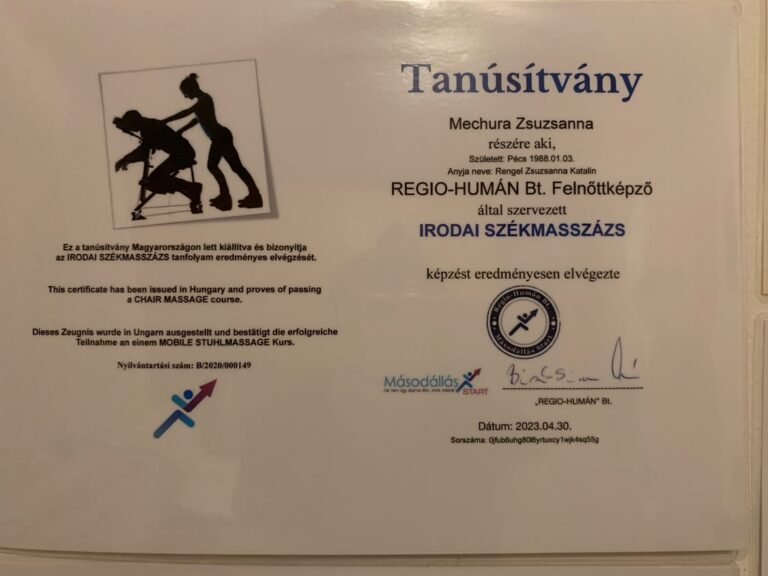 Ez a tanúsítvány Magyarországon lett kiállitva és bizonyitja
az IRODAI SZÉKMASSZÁZS tanfolyam eredményes elvégzését.
This certificate has been issued in Hungary and proves of passing
a CHAIR MASSAGE course.
Dieses Zeugnis wurde in Ungarn ausgestellt und bestätigt die erfolgreiche
Teilnahme an einem MOBILE STUHLMASSAGE Kurs.
Nyilvántartási szám: B/2020/000149
Tanúsítvány
Mechura Zsuzsanna
részére aki,
Született: Pécs 1988.01.03.
Anyja neve: Rengel Zsuzsanna Katalin
REGIO-HUMÁN Bt. Felnőttképző
által szervezett
IRODAI SZÉKMASSZÁZS
képzést eredményesen elvégezte
Regio-Humán Bt.
Másodállás Start
Másodállás
START
„REGIO-HUMÁN" Bt.
Dátum: 2023.04.30.
Sorszáma: 0jfub6uhg80l6yrtuxcy1wjk4sq55g